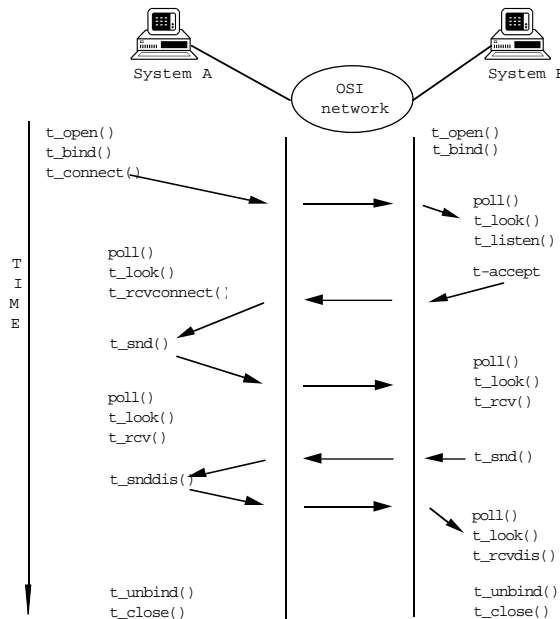 System A
System B
OSI
network
t_open()
t_bind()
t_connect()
t_open()
t_bind()
poll()
t_look()
t_listen()
T
I
M
E
poll()
t_look()
t_rcvconnect()
t-accept
t_snd()
poll()
t_look()
t_rcv()
poll()
t_look()
t_rcv()
t_snd()
t_snddis()
poll()
t_look()
t_rcvdis()
t_unbind()
t_close()
t_unbind()
t_close()